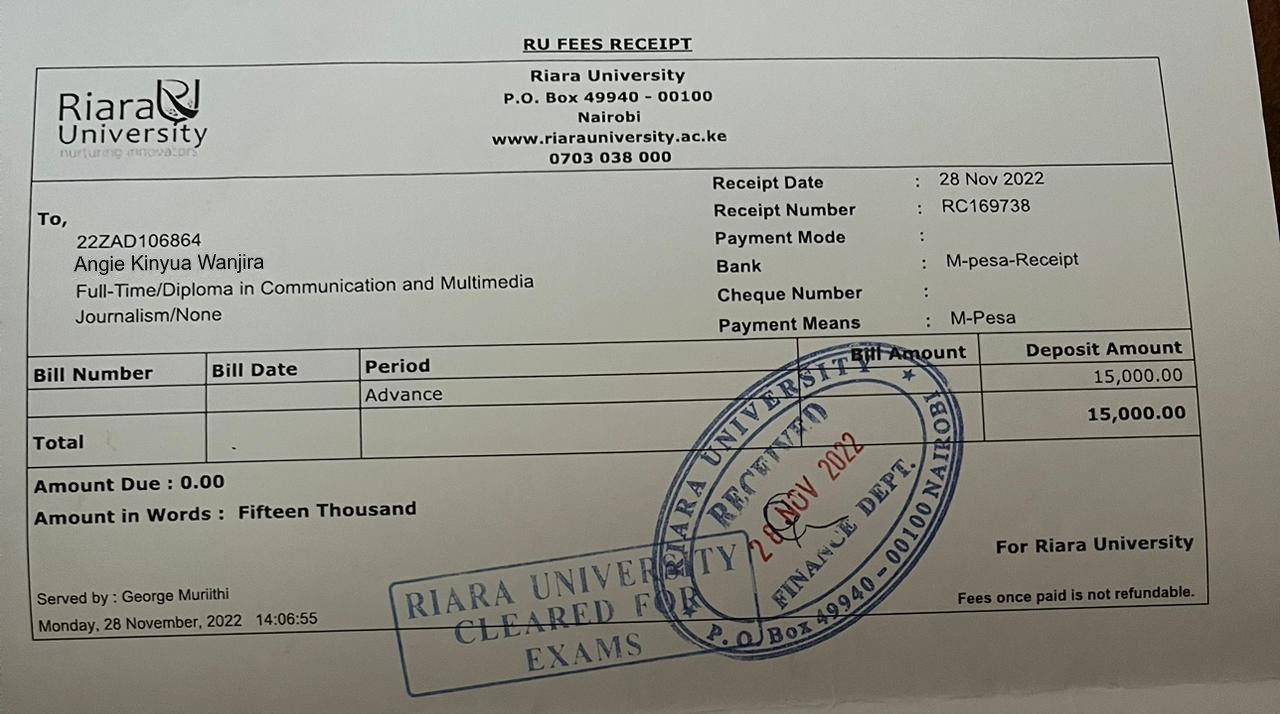 RU FEES RECEIPT
Riara University
nurturing innovators
Riara University
P.O. Box 49940 - 00100
Nairobi
www.riarauniversity.ac.ke
0703 038 000
To,
22ZAD106864
Angie Kinyua Wanjira
Full-Time/Diploma in Communication and Multimedia
Journalism/None
Receipt Date : 28 Nov 2022
Receipt Number : RC169738
Payment Mode :
Bank : M-pesa-Receipt
Cheque Number :
Payment Means : M-Pesa
Bill Number Bill Date Period Bill Amount Deposit Amount
Advance 15,000.00
Total 15,000.00
Amount Due : 0.00
Amount in Words : Fifteen Thousand
For Riara University
Served by : George Muriithi
Monday, 28 November, 2022 14:06:55
Fees once paid is not refundable.
RIARA UNIVERSITY
CLEARED FOR
EXAMS
RIARA UNIVERSITY
RECEIVED
28 NOV 2022
FINANCE DEPT.
P.O Box 49940 - 00100 NAIROBI